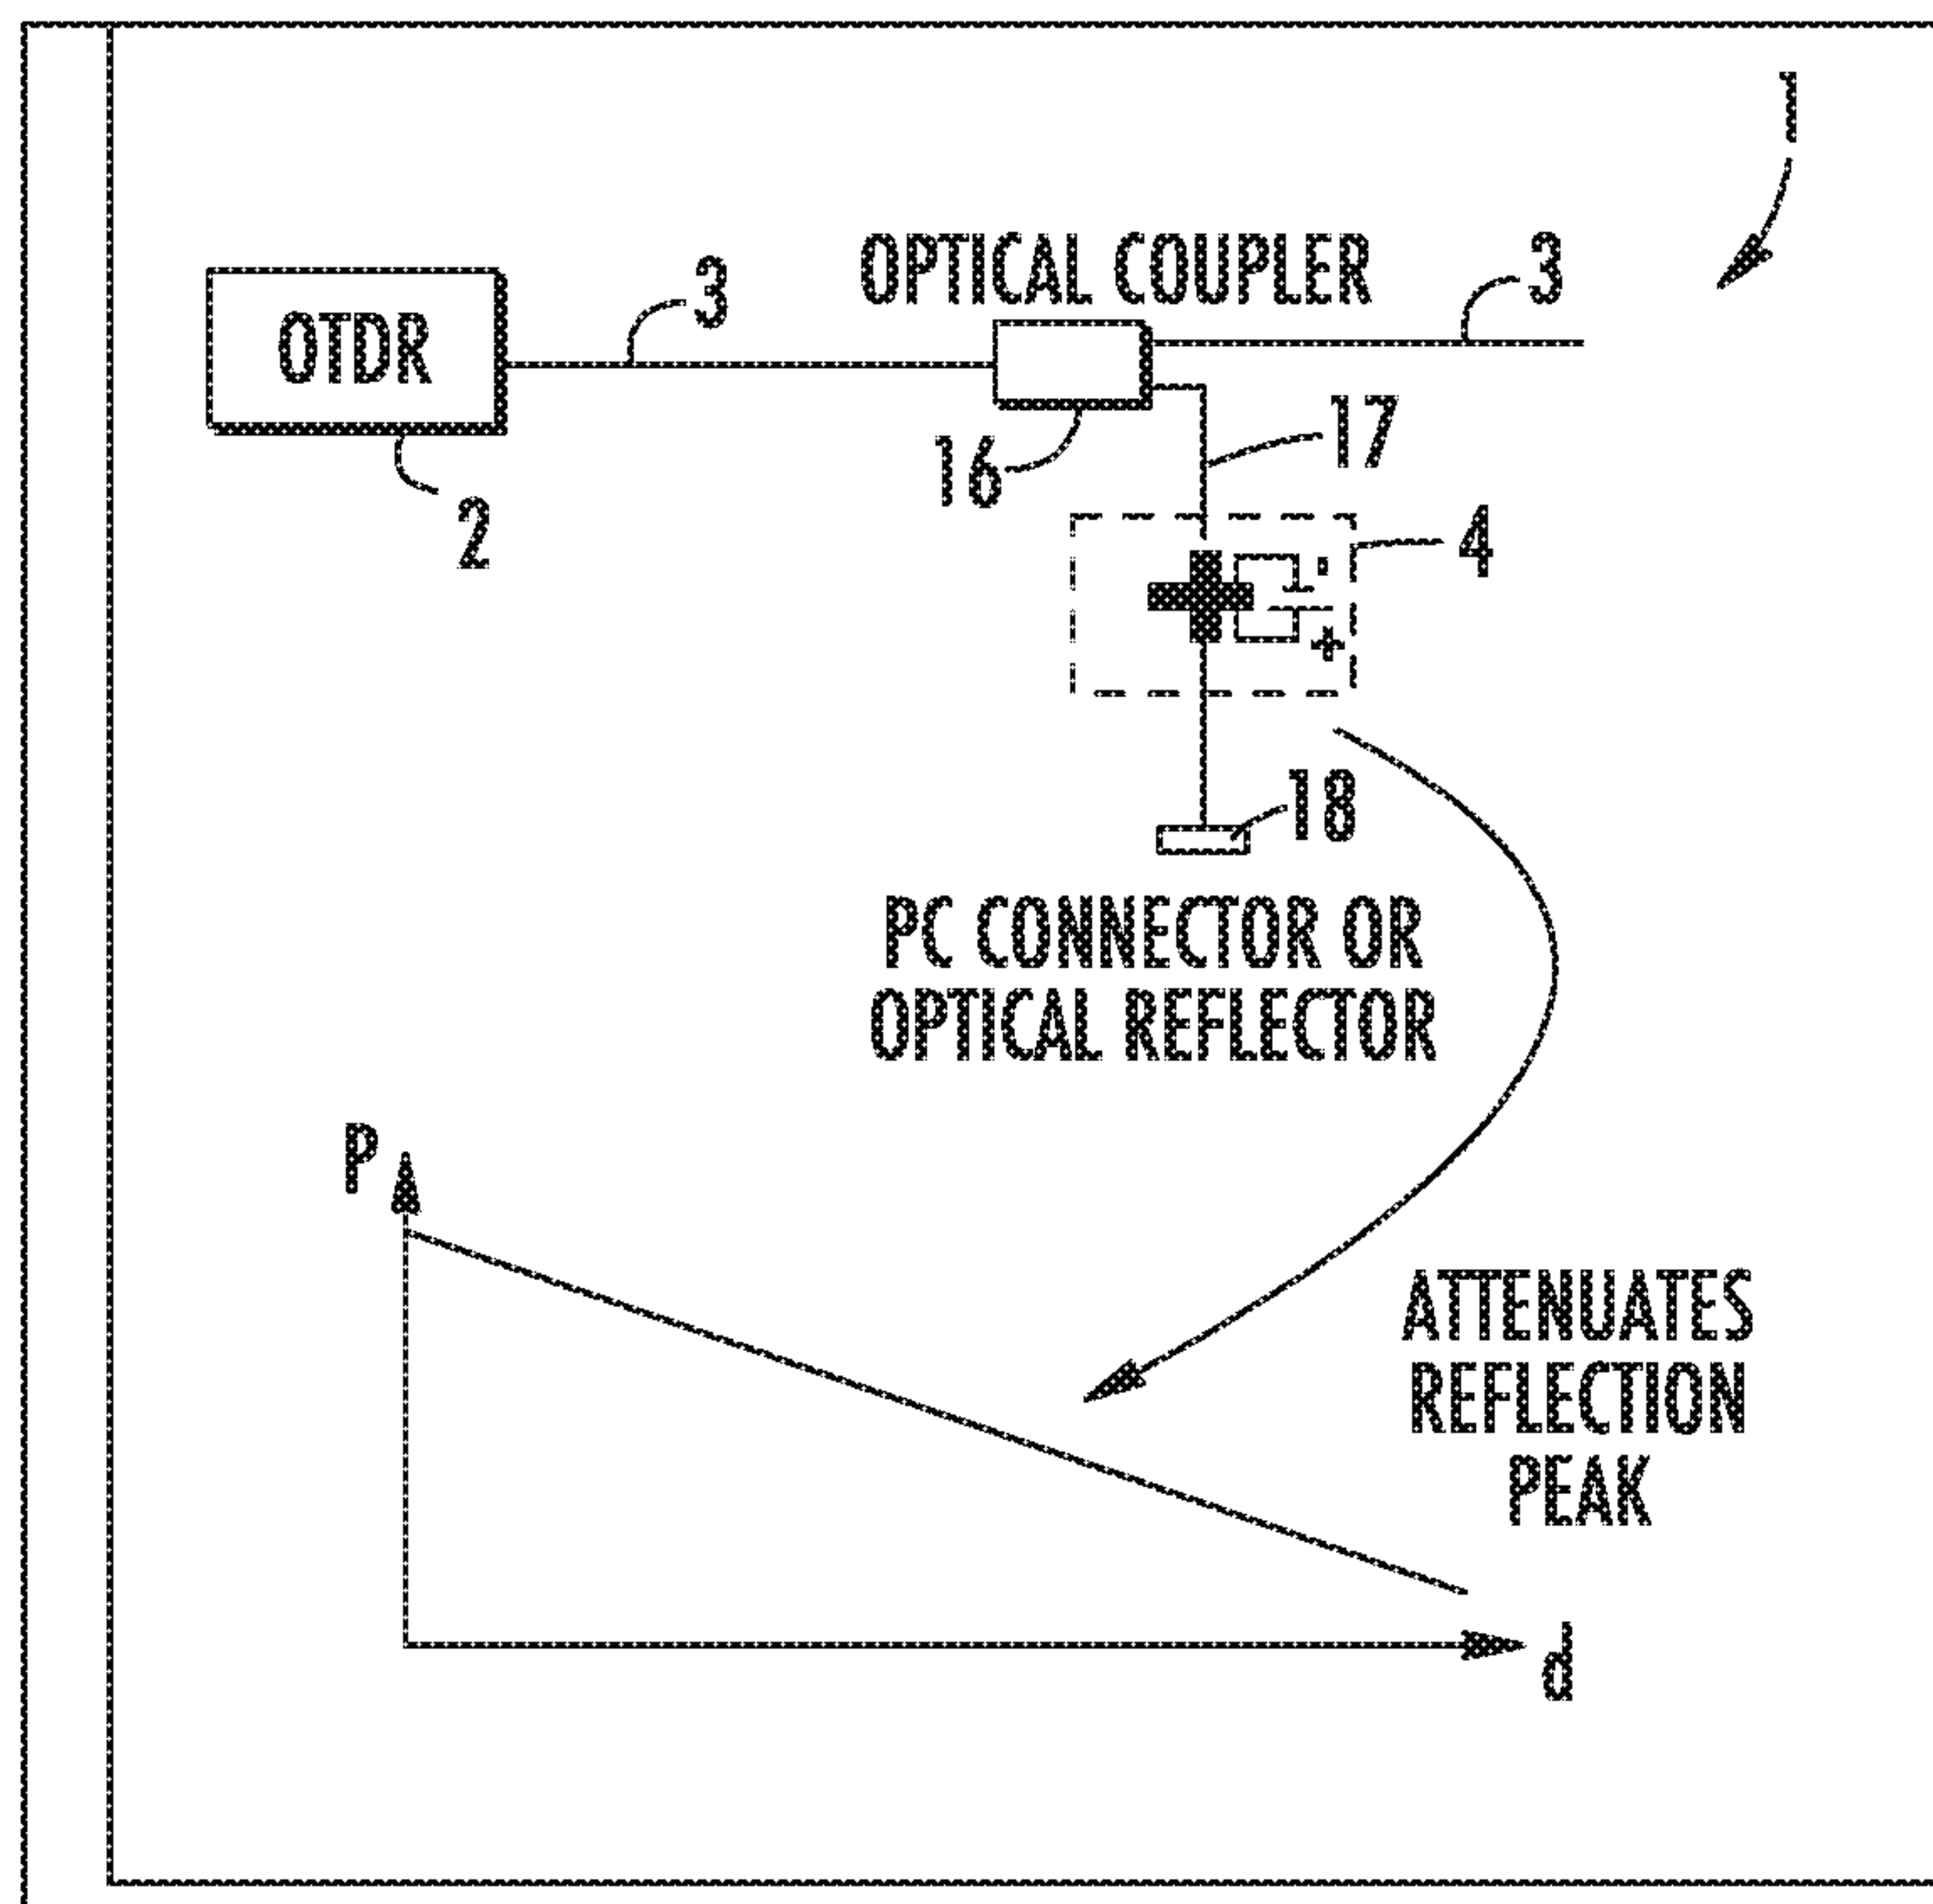 1
OPTICAL COUPLER
3
3
OTDR
16
17
2
4
- 
+
18
PC CONNECTOR OR
OPTICAL REFLECTOR
P
ATTENUATES
REFLECTION
PEAK
d